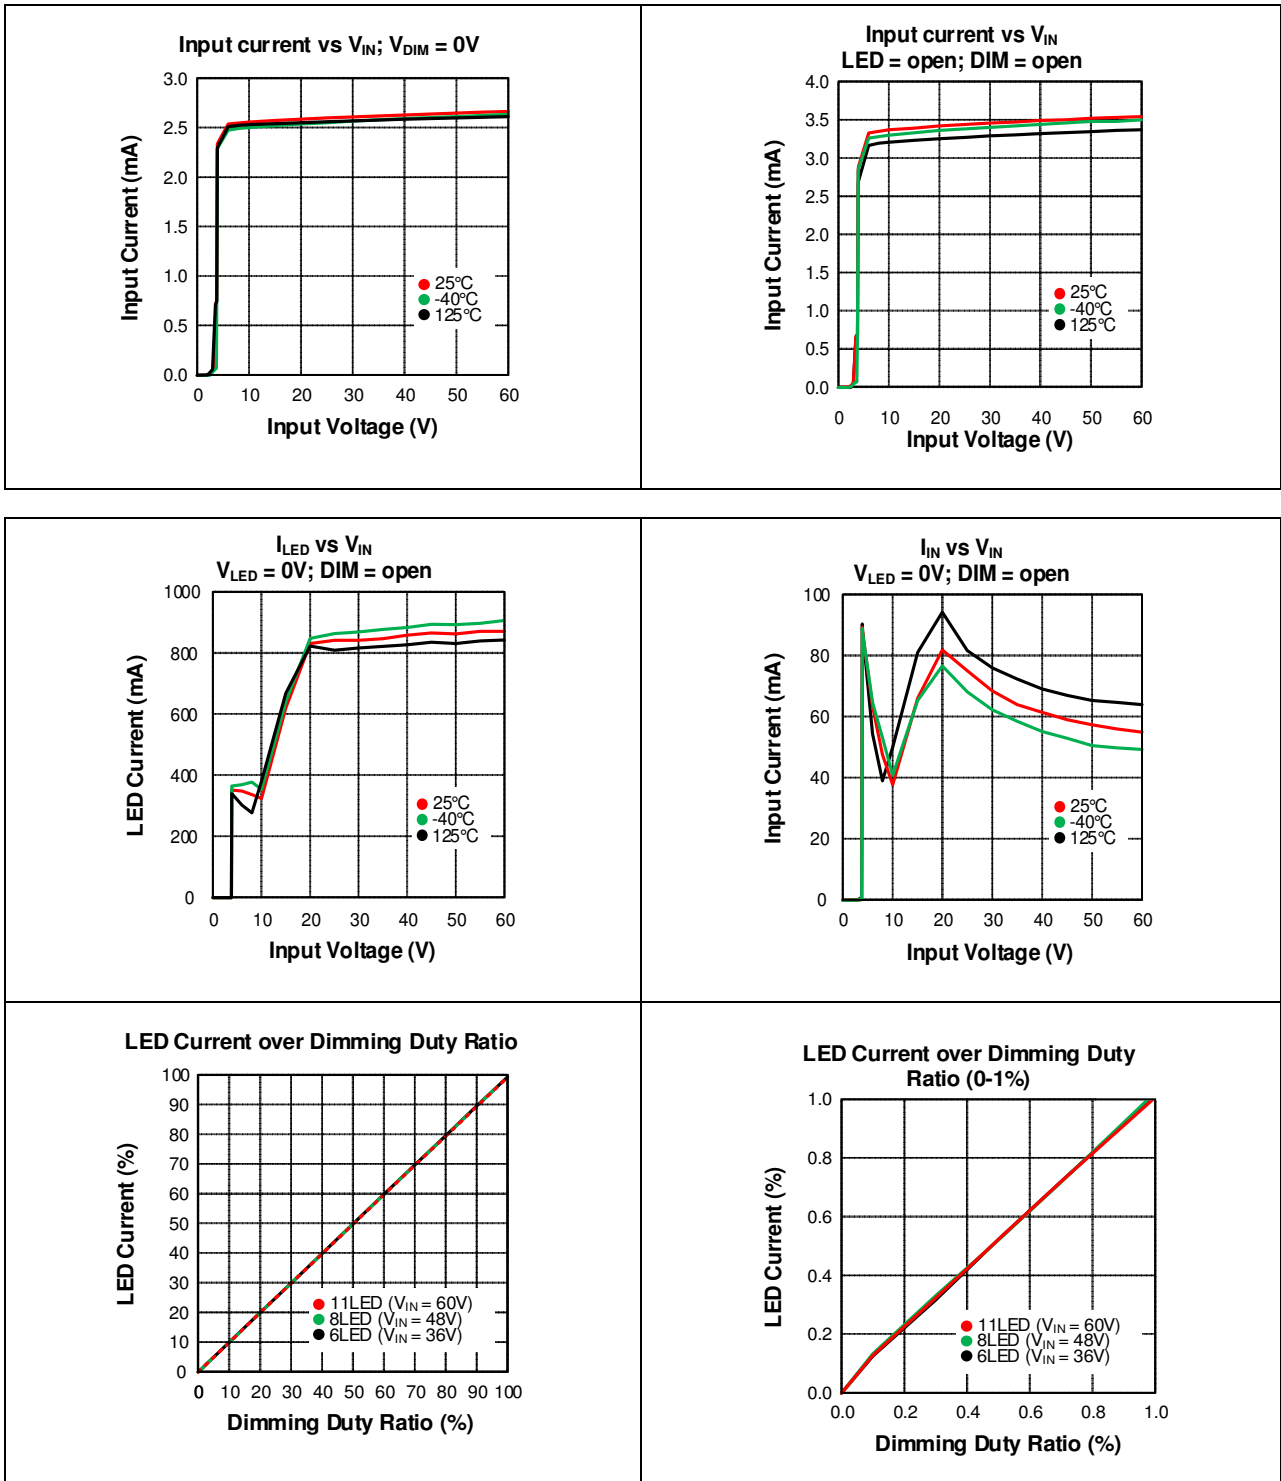 Input current vs VIN; VDIM = 0V
3.0
2.5
2.0
1.5
1.0
0.5
0.0
Input Current (mA)
25°C
-40°C
125°C
0 10 20 30 40 50 60
Input Voltage (V)
Input current vs VIN
LED = open; DIM = open
4.0
3.5
3.0
2.5
2.0
1.5
1.0
0.5
0.0
Input Current (mA)
25°C
-40°C
125°C
0 10 20 30 40 50 60
Input Voltage (V)
ILED vs VIN
VLED = 0V; DIM = open
1000
800
600
400
200
0
LED Current (mA)
25°C
-40°C
125°C
0 10 20 30 40 50 60
Input Voltage (V)
IIN vs VIN
VLED = 0V; DIM = open
100
80
60
40
20
0
Input Current (mA)
25°C
-40°C
125°C
0 10 20 30 40 50 60
Input Voltage (V)
LED Current over Dimming Duty Ratio
100
90
80
70
60
50
40
30
20
10
0
LED Current (%)
11LED (VIN = 60V)
8LED (VIN = 48V)
6LED (VIN = 36V)
0 10 20 30 40 50 60 70 80 90 100
Dimming Duty Ratio (%)
LED Current over Dimming Duty
Ratio (0-1%)
1.0
0.8
0.6
0.4
0.2
0.0
LED Current (%)
11LED (VIN = 60V)
8LED (VIN = 48V)
6LED (VIN = 36V)
0.0 0.2 0.4 0.6 0.8 1.0
Dimming Duty Ratio (%)